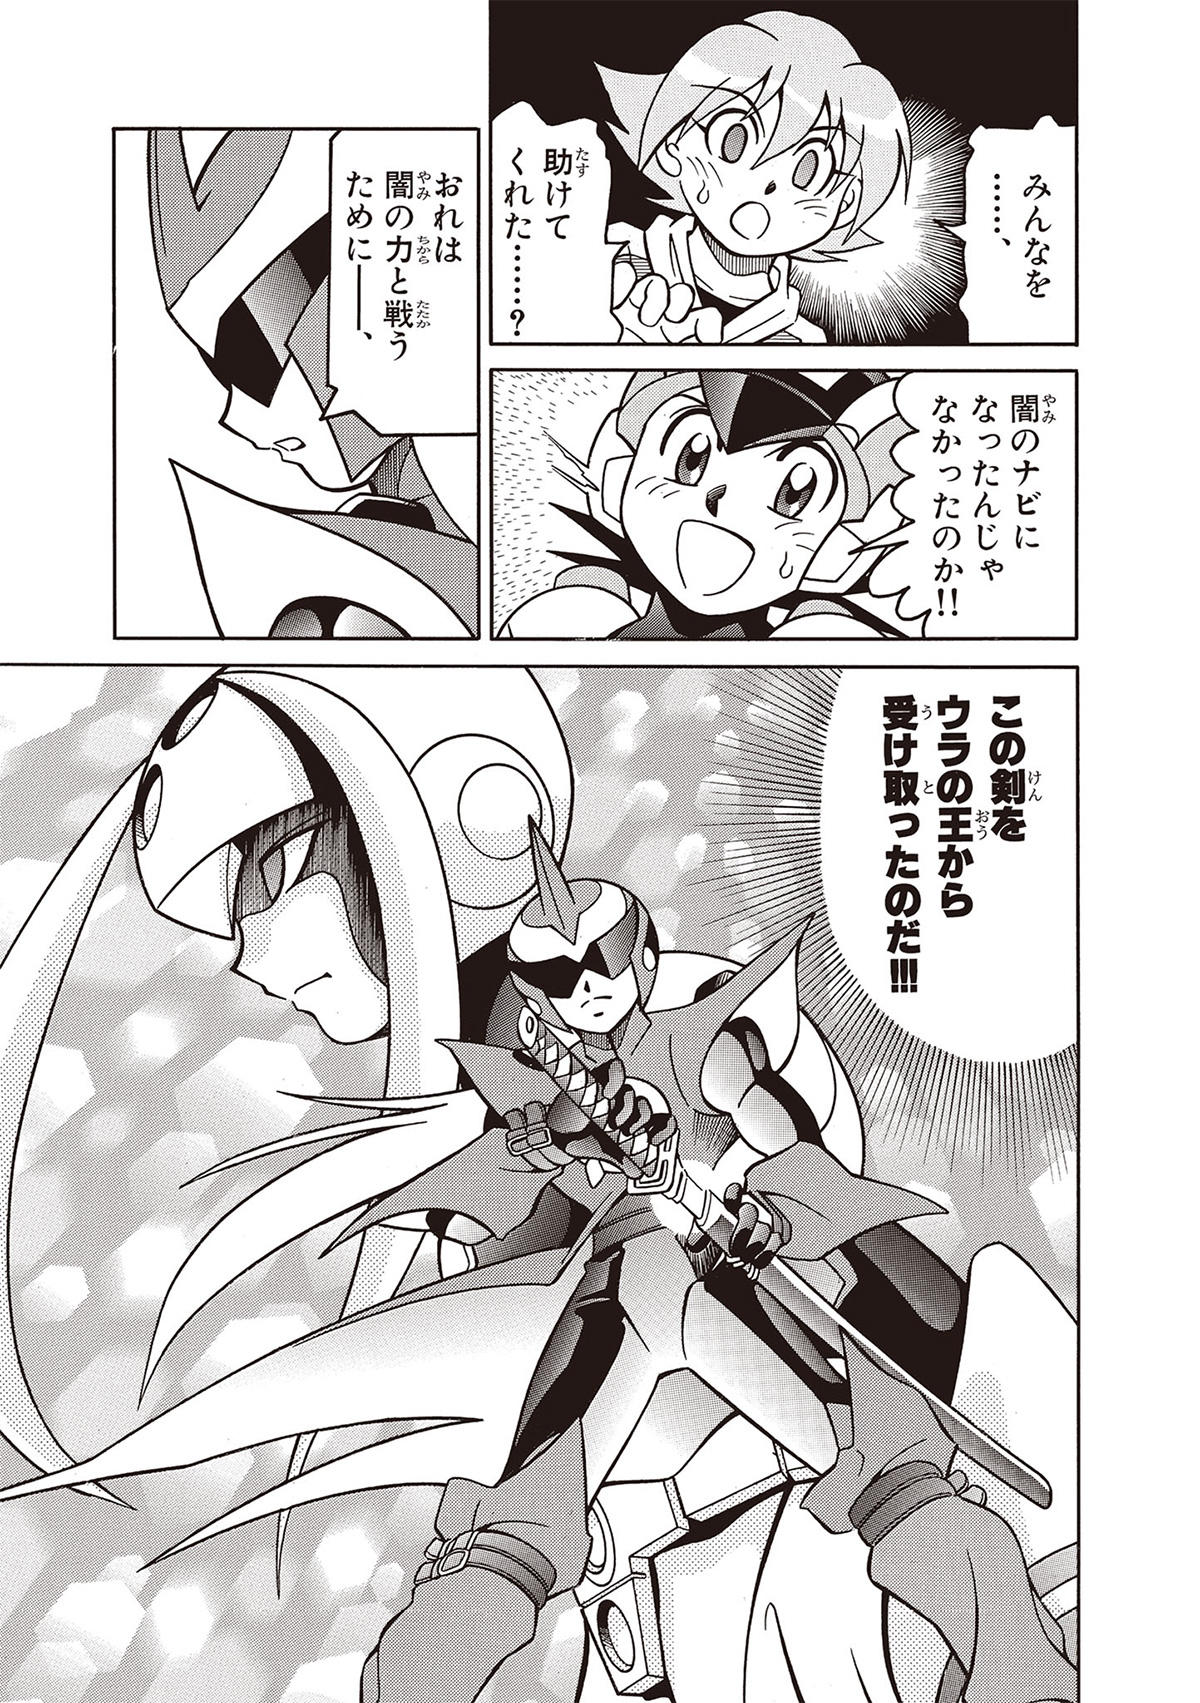 みんなを
……、
助けて
くれた……？
闇のナビに
なったんじゃ
なかったのか!!
おれは
闇の力と戦う
ために――、
この剣を
ウラの王から
受け取ったのだ!!!